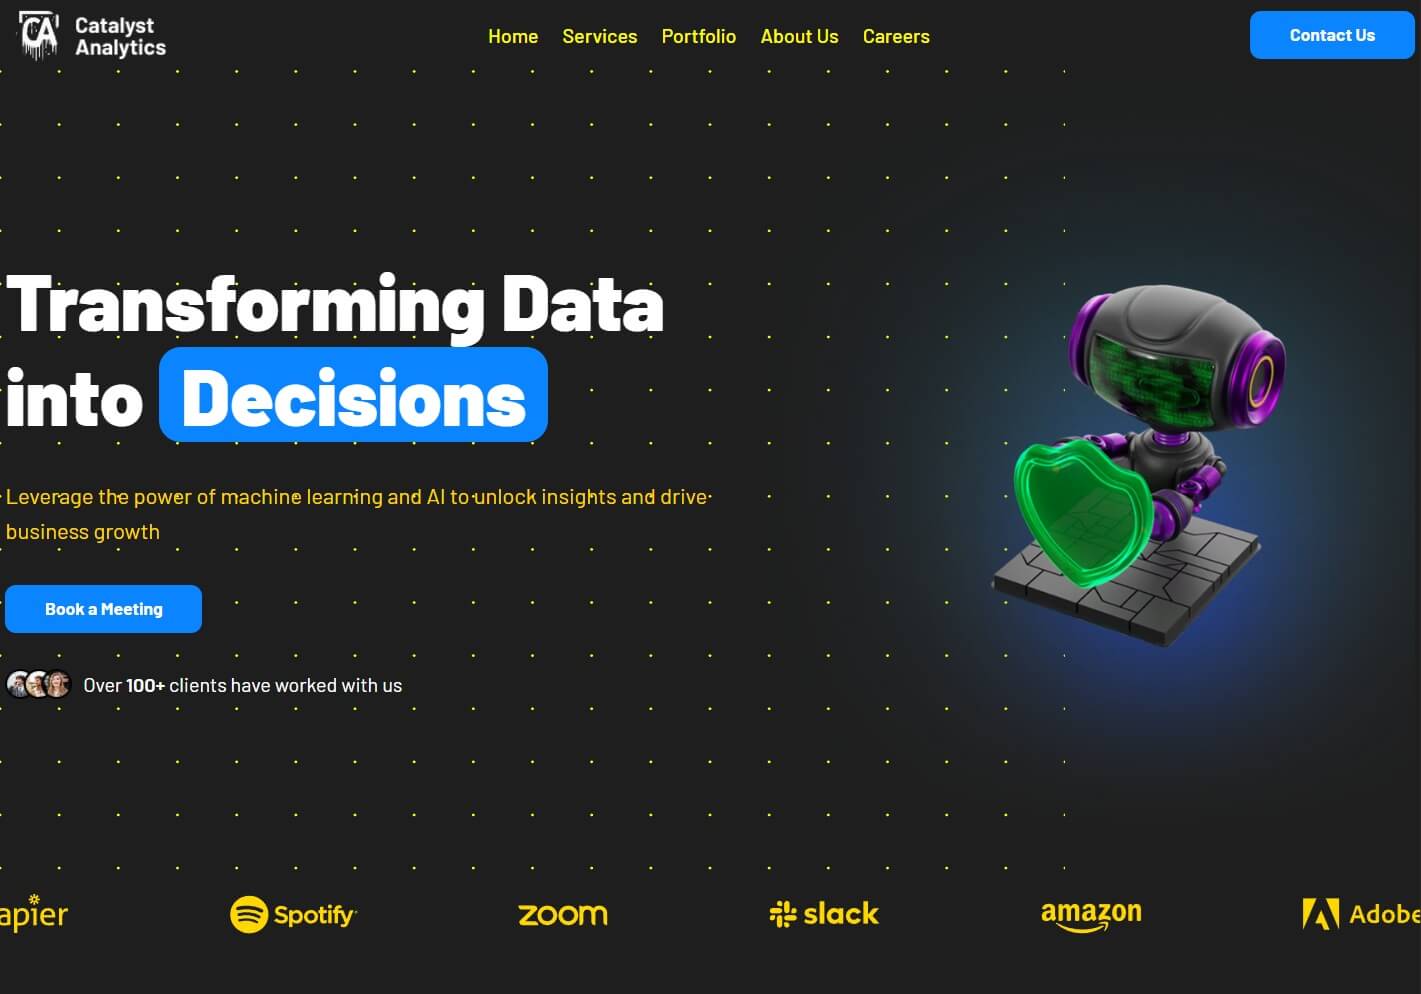 CA
Catalyst
Analytics
Home Services Portfolio About Us Careers
Contact Us
Transforming Data
into Decisions
Leverage the power of machine learning and AI to unlock insights and drive
business growth
Book a Meeting
Over 100+ clients have worked with us
apier Spotify zoom slack amazon Adobe